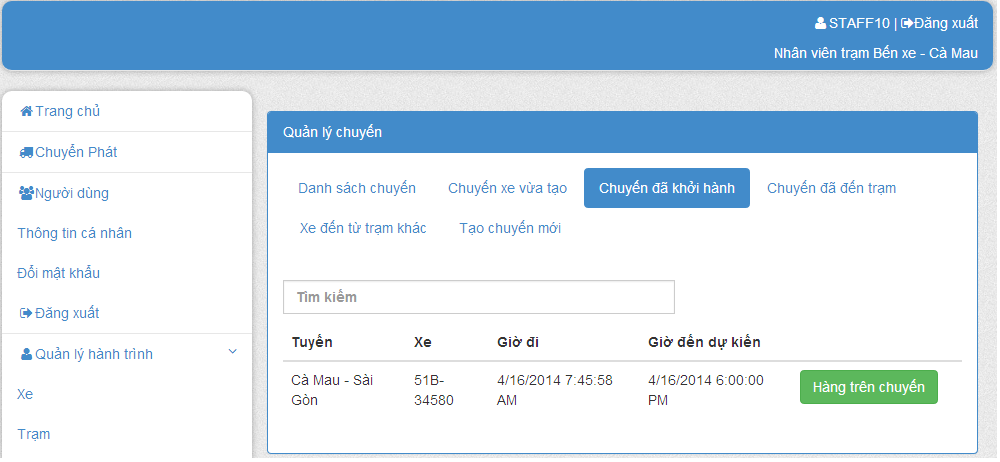 STAFF10 | Đăng xuất
Nhân viên trạm Bến xe - Cà Mau
Trang chủ
Chuyển Phát
Người dùng
Thông tin cá nhân
Đổi mật khẩu
Đăng xuất
Quản lý hành trình
Xe
Trạm
Quản lý chuyến
Danh sách chuyến Chuyến xe vừa tạo Chuyến đã khởi hành Chuyến đã đến trạm
Xe đến từ trạm khác Tạo chuyến mới
Tìm kiếm
Tuyến Xe Giờ đi Giờ đến dự kiến
Cà Mau - Sài 51B- 4/16/2014 7:45:58 4/16/2014 6:00:00 Hàng trên chuyến
Gòn 34580 AM PM